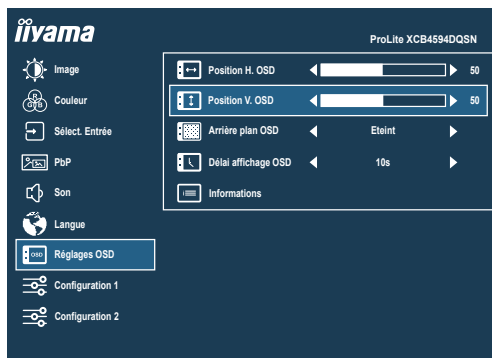 iiyama
ProLite XCB4594DQSN
Image
Couleur
Sélect. Entrée
PbP
Son
Langue
Réglages OSD
Configuration 1
Configuration 2
Position H. OSD 50
Position V. OSD 50
Arrière plan OSD Eteint
Délai affichage OSD 10s
Informations
R
G B
OSD